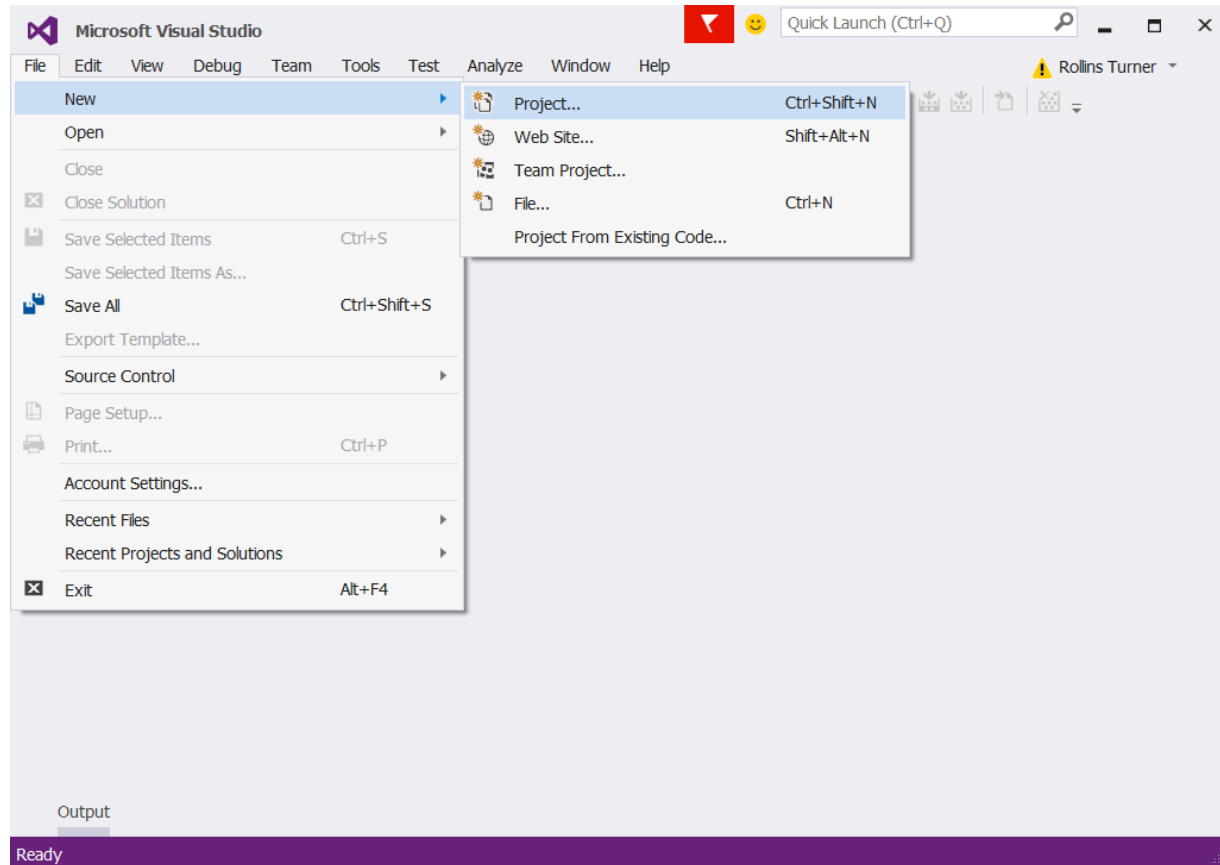 Microsoft Visual Studio Quick Launch (Ctrl+Q)
File Edit View Debug Team Tools Test Analyze Window Help Rollins Turner
New
Open
Close
Close Solution
Save Selected Items Ctrl+S
Save Selected Items As...
Save All Ctrl+Shift+S
Export Template...
Source Control
Page Setup...
Print... Ctrl+P
Account Settings...
Recent Files
Recent Projects and Solutions
Exit Alt+F4
Project... Ctrl+Shift+N
Web Site... Shift+Alt+N
Team Project...
File... Ctrl+N
Project From Existing Code...
Output
Ready